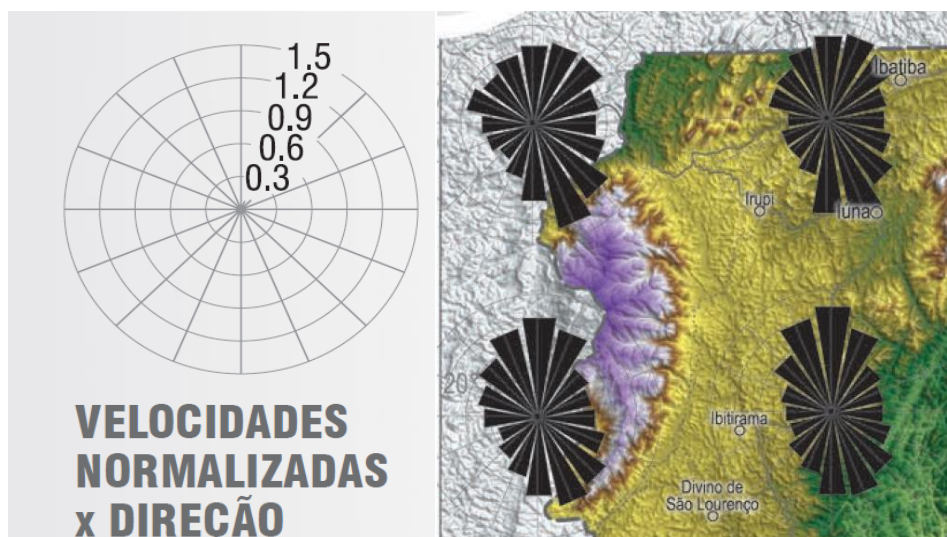 1.5
1.2
0.9
0.6
0.3
VELOCIDADES
NORMALIZADAS
x DIREÇÃO
Ibatiba
Irupi
Iúna
20°
Ibitirama
Divino de
São Lourenço